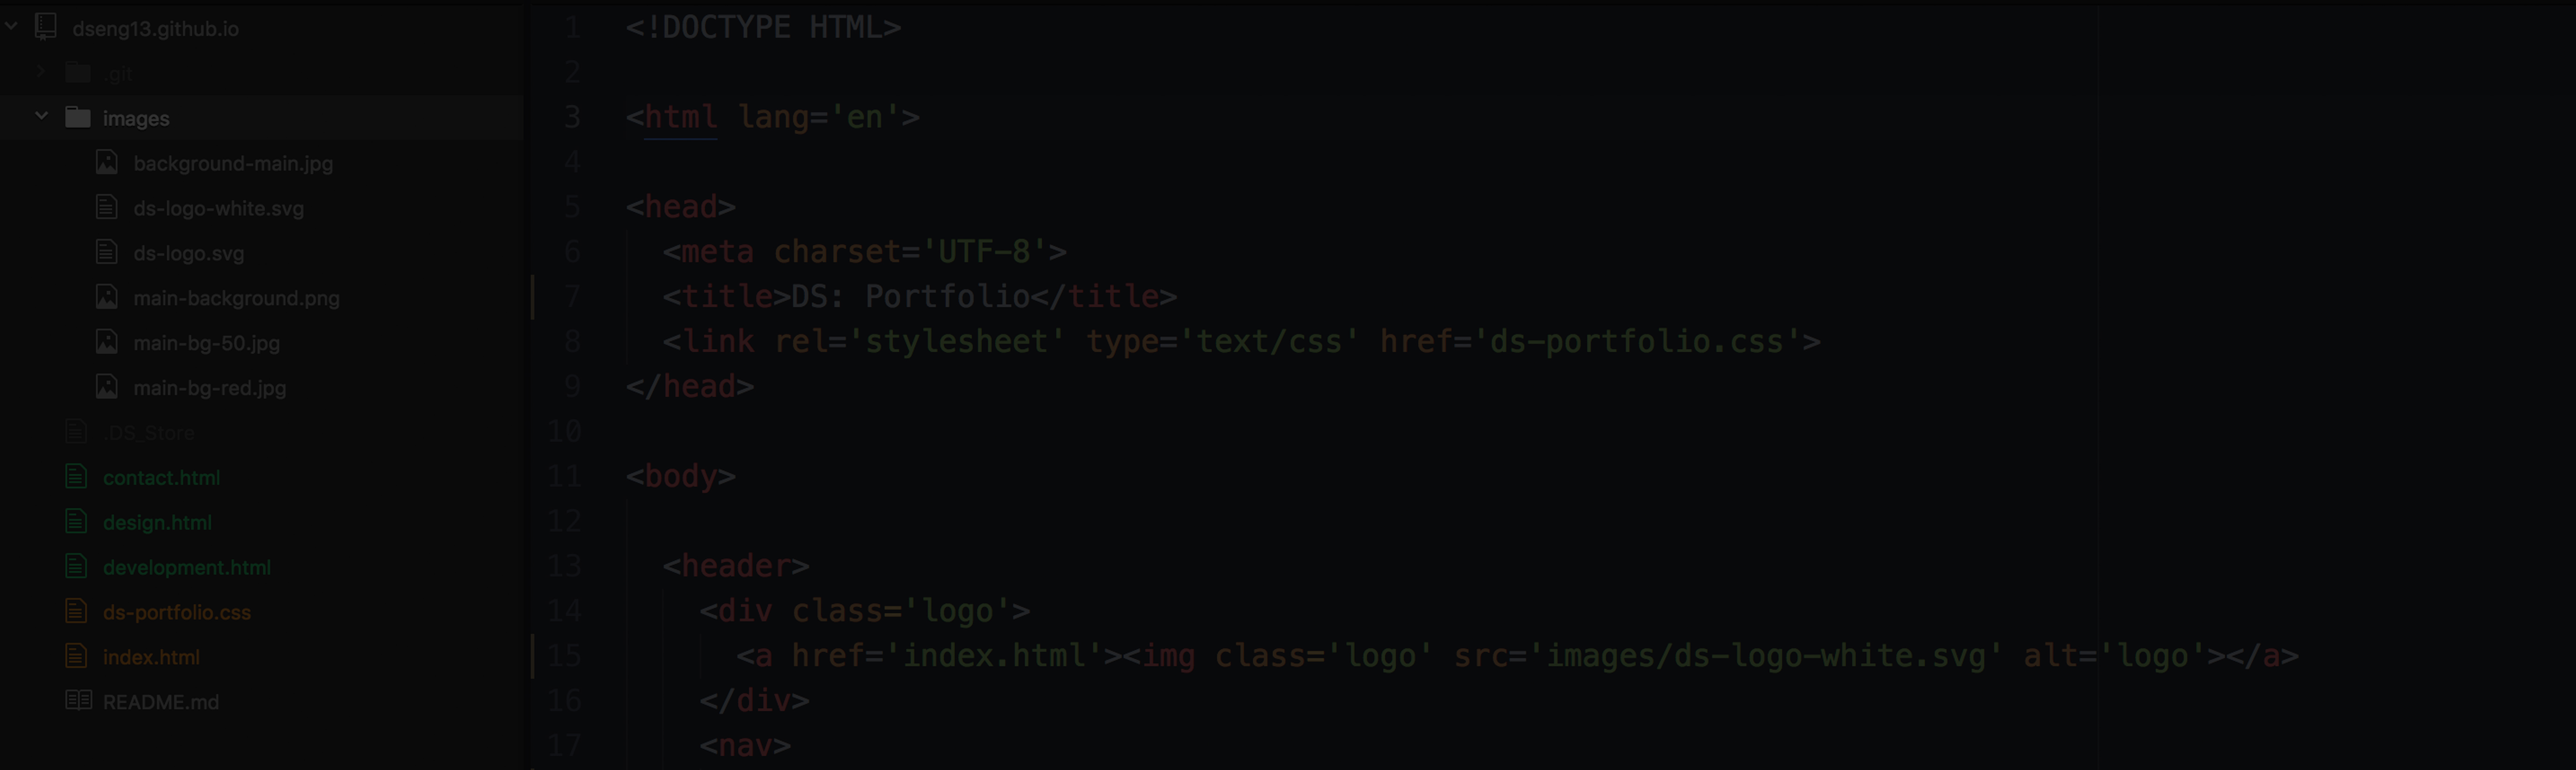 dseng13.github.io
.git
images
background-main.jpg
ds-logo-white.svg
ds-logo.svg
main-background.png
main-bg-50.jpg
main-bg-red.jpg
.DS_Store
contact.html
design.html
development.html
ds-portfolio.css
index.html
README.md
1 <!DOCTYPE HTML>
2
3 <html lang='en'>
4
5 <head>
6 <meta charset='UTF-8'>
7 <title>DS: Portfolio</title>
8 <link rel='stylesheet' type='text/css' href='ds-portfolio.css'>
9 </head>
10
11 <body>
12
13 <header>
14 <div class='logo'>
15 <a href='index.html'><img class='logo' src='images/ds-logo-white.svg' alt='logo'></a>
16 </div>
17 <nav>